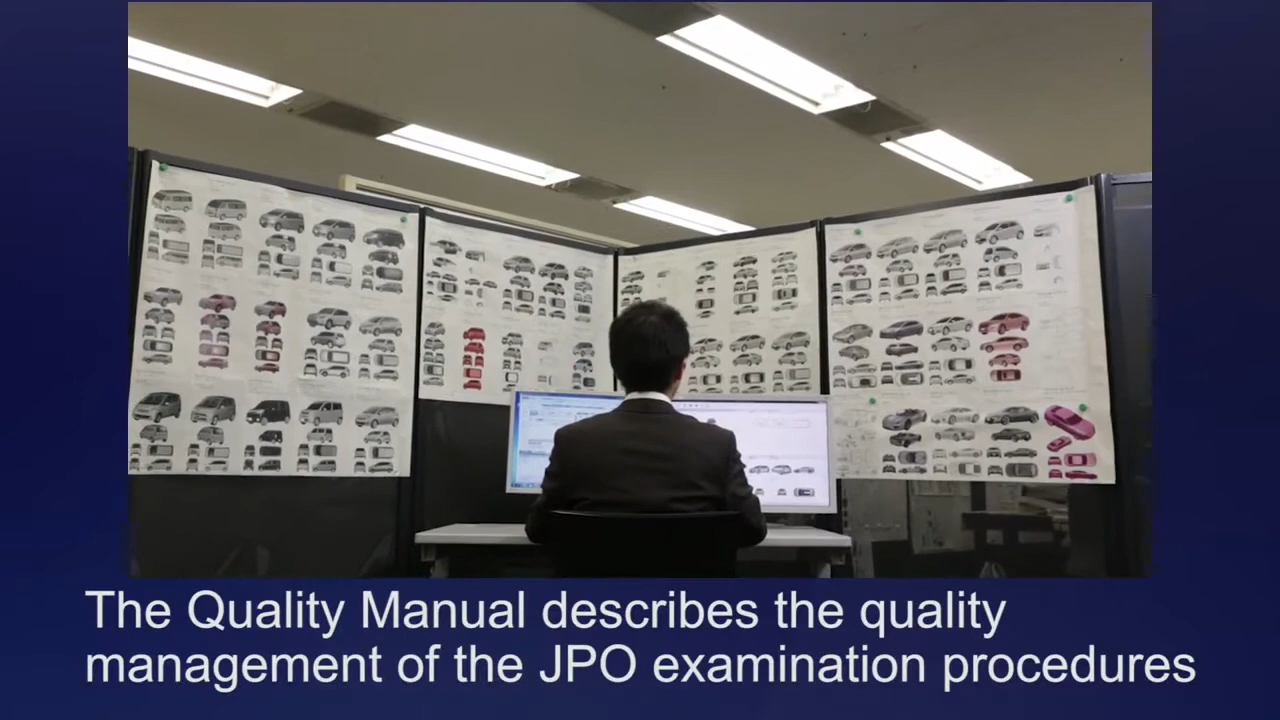 The Quality Manual describes the quality
management of the JPO examination procedures